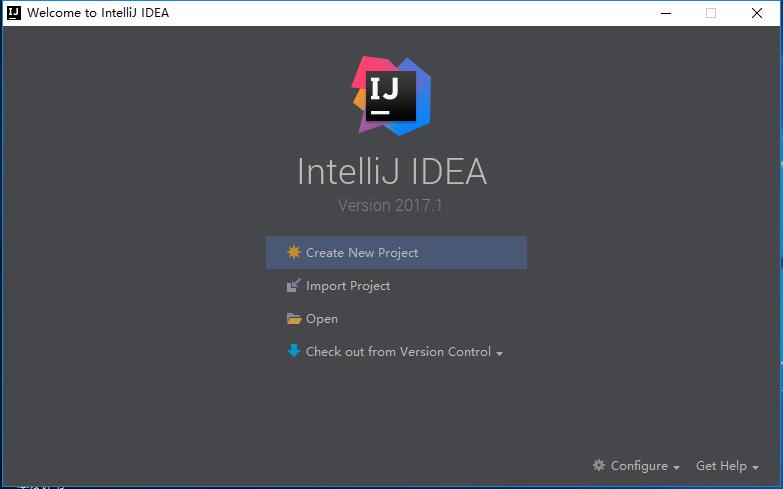 Welcome to IntelliJ IDEA
IJ
IntelliJ IDEA
Version 2017.1
Create New Project
Import Project
Open
Check out from Version Control
Configure
Get Help